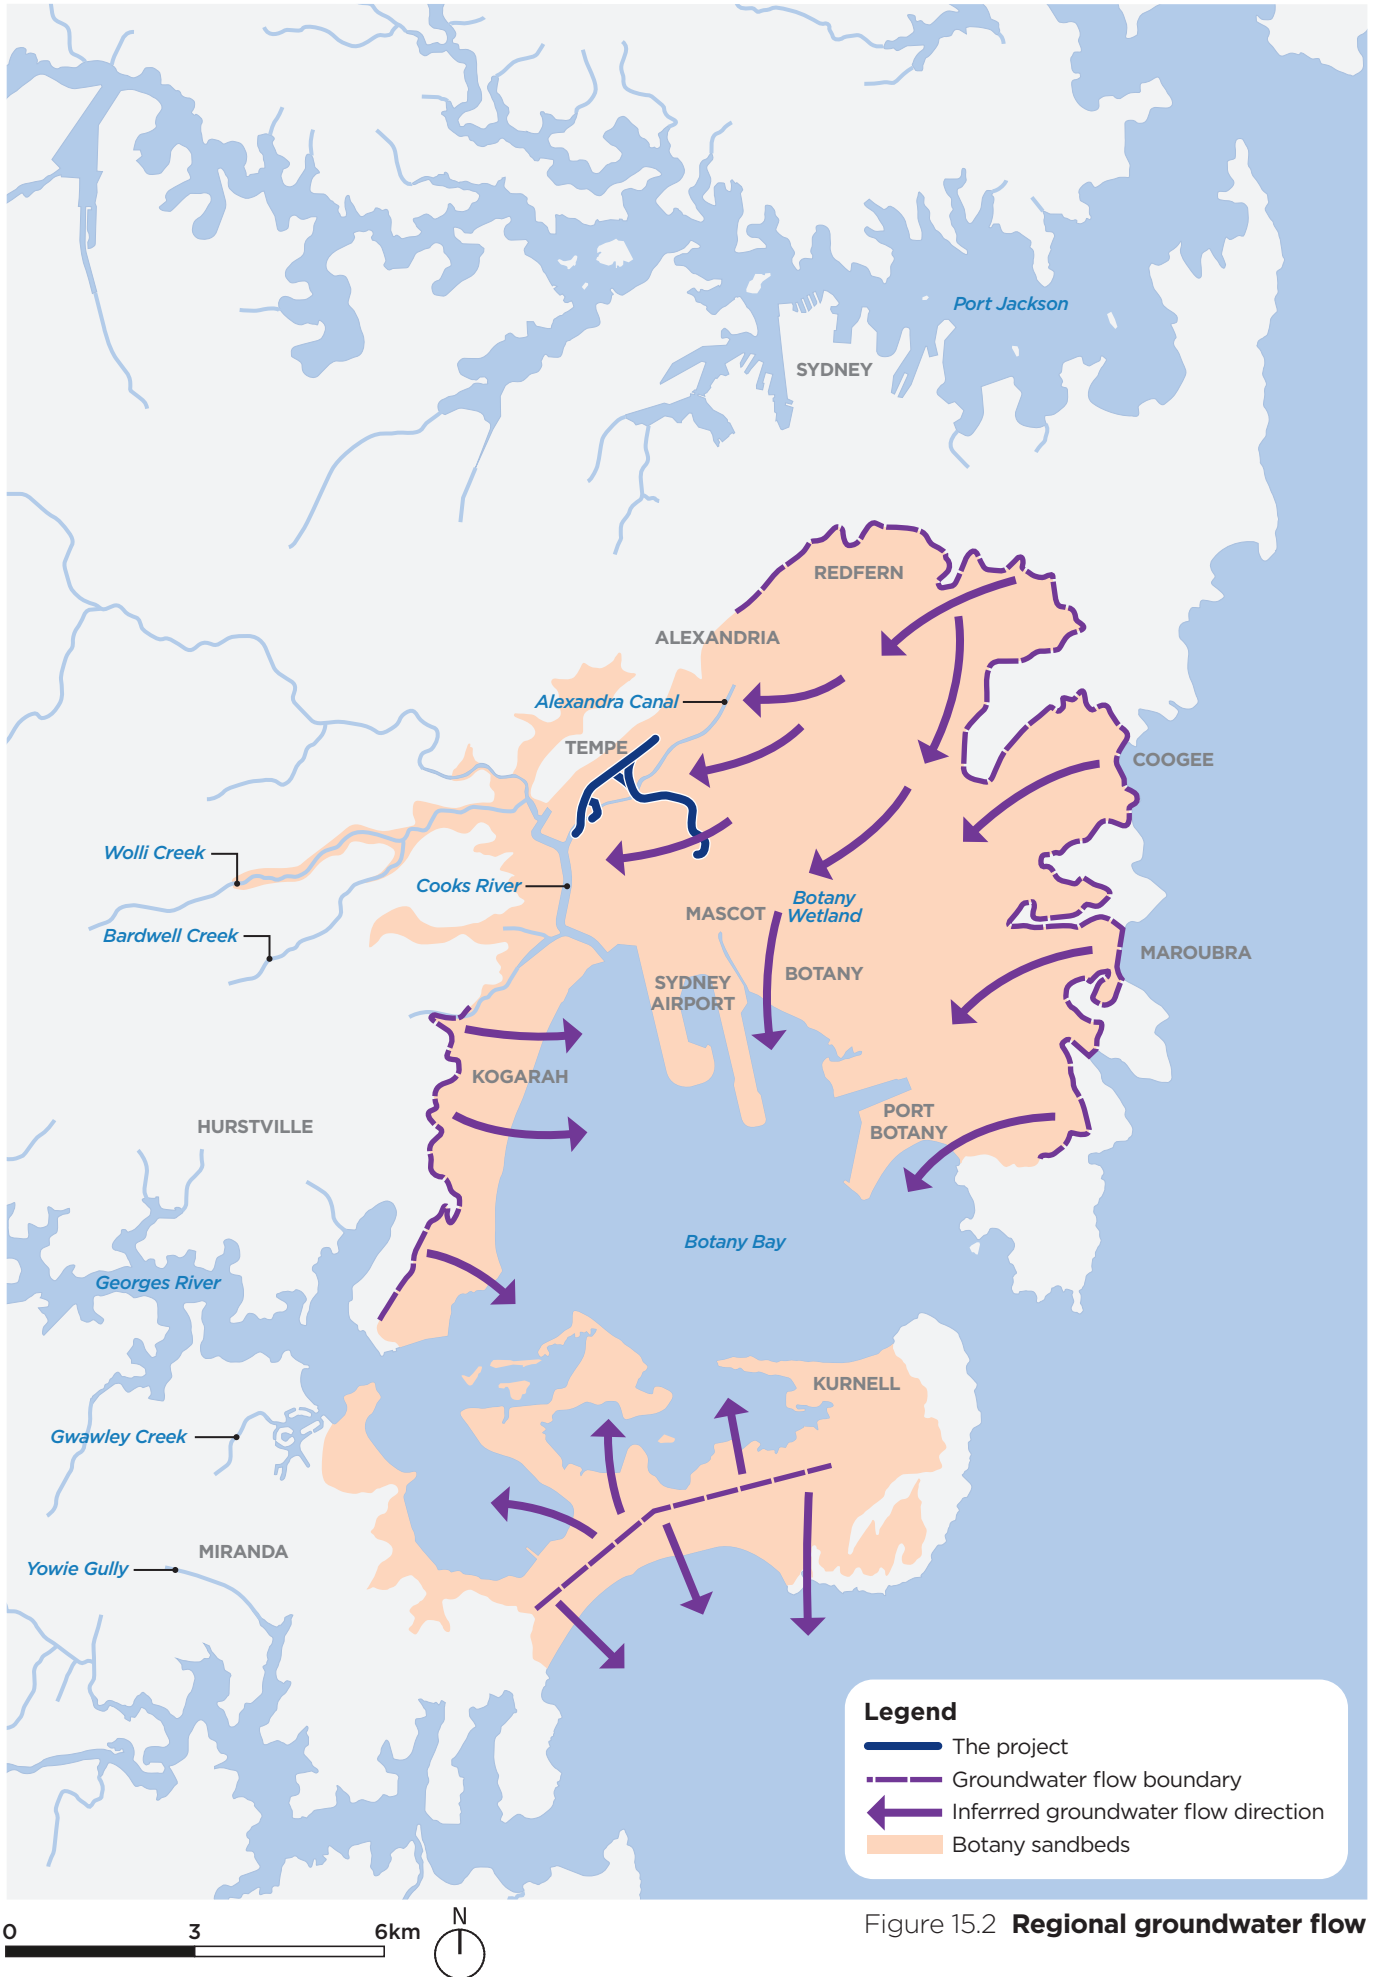 Port Jackson
SYDNEY
REDFERN
ALEXANDRIA
Alexandra Canal
TEMPE
COOGEE
Wolli Creek
Cooks River
Botany
Wetland
MASCOT
Bardwell Creek
MAROUBRA
BOTANY
SYDNEY
AIRPORT
KOGARAH
PORT
BOTANY
HURSTVILLE
Botany Bay
Georges River
KURNELL
Gwawley Creek
MIRANDA
Yowie Gully
Legend
The project
Groundwater flow boundary
Inferrred groundwater flow direction
Botany sandbeds
0 3 6km
N
Figure 15.2 Regional groundwater flow